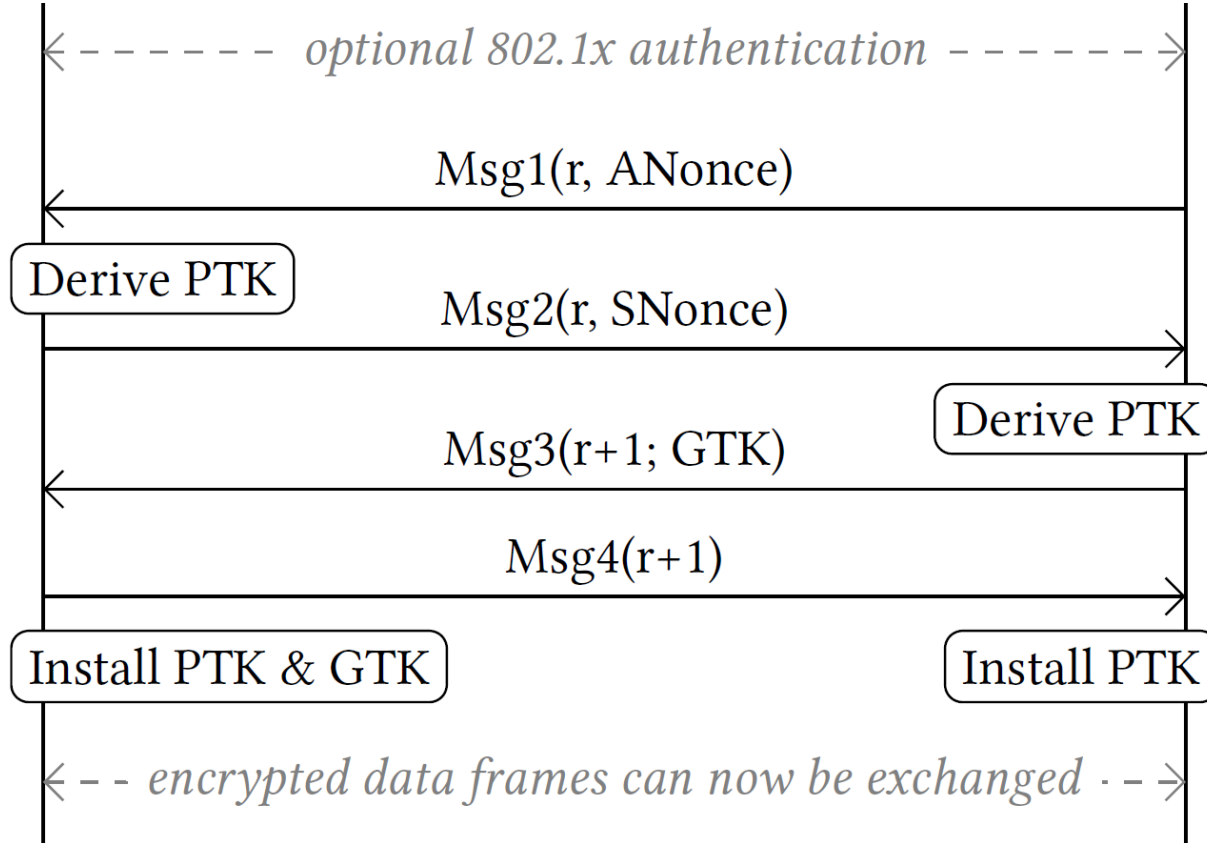 optional 802.1x authentication
Msg1(r, ANonce)
Derive PTK
Msg2(r, SNonce)
Derive PTK
Msg3(r+1; GTK)
Msg4(r+1)
Install PTK & GTK
Install PTK
encrypted data frames can now be exchanged